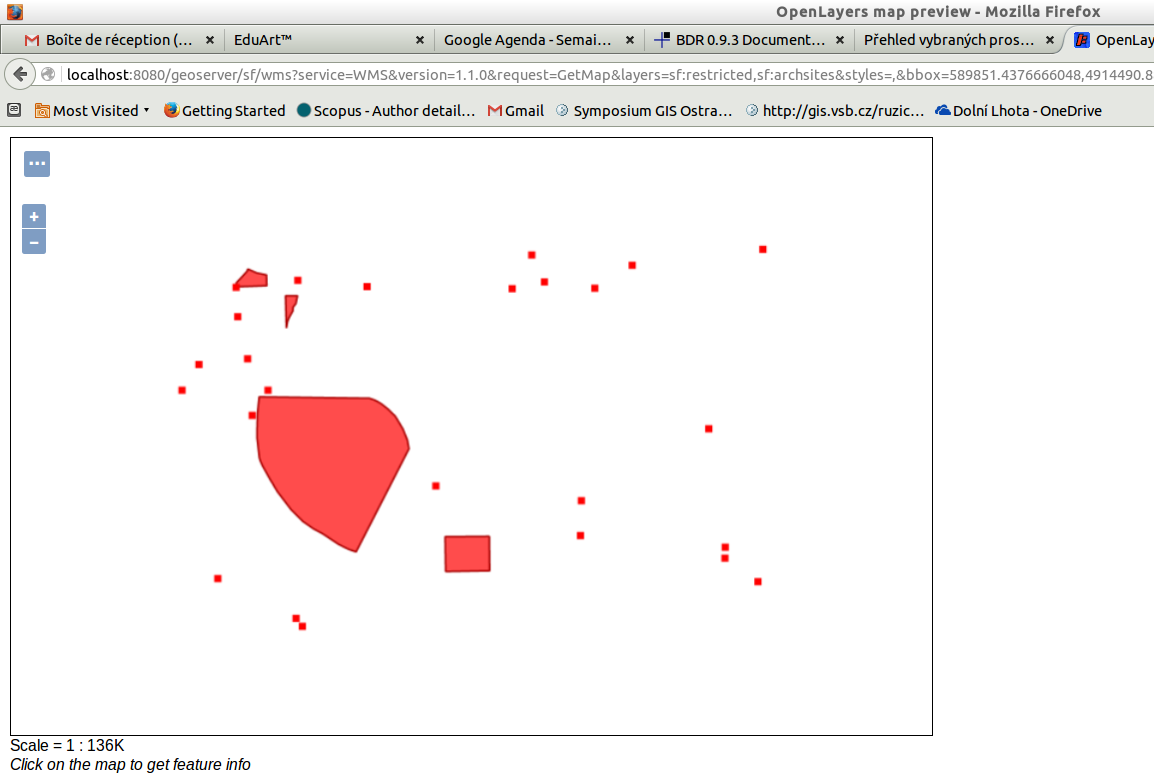 OpenLayers map preview - Mozilla Firefox
Boîte de réception (... × EduArt™ × Google Agenda - Semai... × BDR 0.9.3 Document... × Přehled vybraných pros... × OpenLay
localhost:8080/geoserver/sf/wms?service=WMS&version=1.1.0&request=GetMap&layers=sf:restricted,sf:archsites&styles=,&bbox=589851.4376666048,4914490.8
Most Visited Getting Started Scopus - Author detail... Gmail Symposium GIS Ostra... http://gis.vsb.cz/ruzic... Dolní Lhota - OneDrive
...
+
−
Scale = 1 : 136K
Click on the map to get feature info